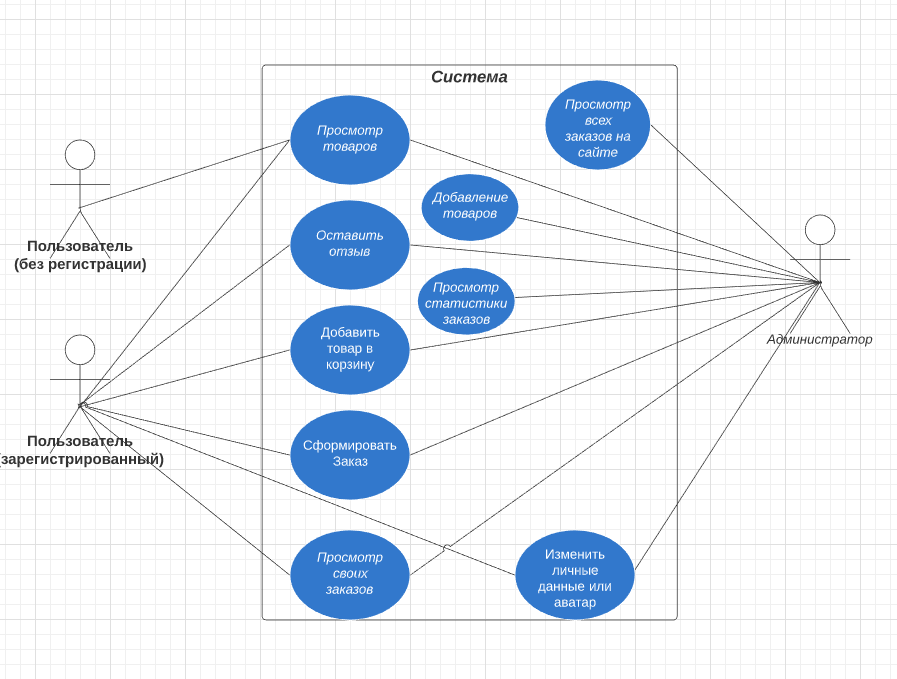 Система
Просмотр
товаров
Просмотр
всех
заказов на
сайте
Добавление
товаров
Оставить
отзыв
Пользователь
(без регистрации)
Просмотр
статистики
заказов
Добавить
товар в
корзину
Администратор
Пользователь
(зарегистрированный)
Сформировать
Заказ
Просмотр
своих
заказов
Изменить
личные
данные или
аватар